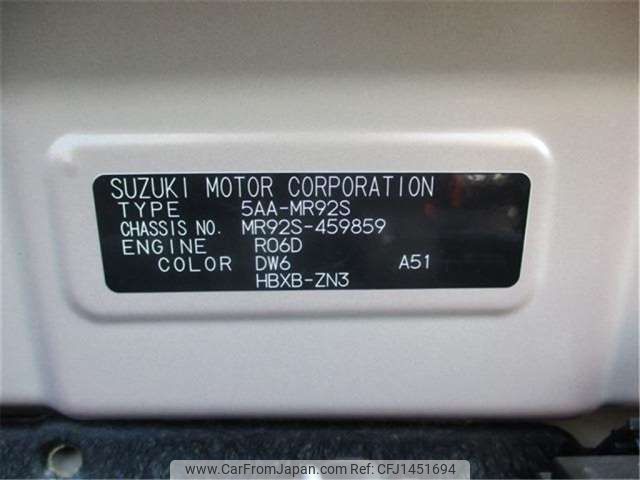 SUZUKI MOTOR CORPORATION
TYPE 5AA-MR92S
CHASSIS NO. MR92S-459859
ENGINE R06D
COLOR DW6 A51
HBXB-ZN3
www.CarFromJapan.com - CFJ1451694